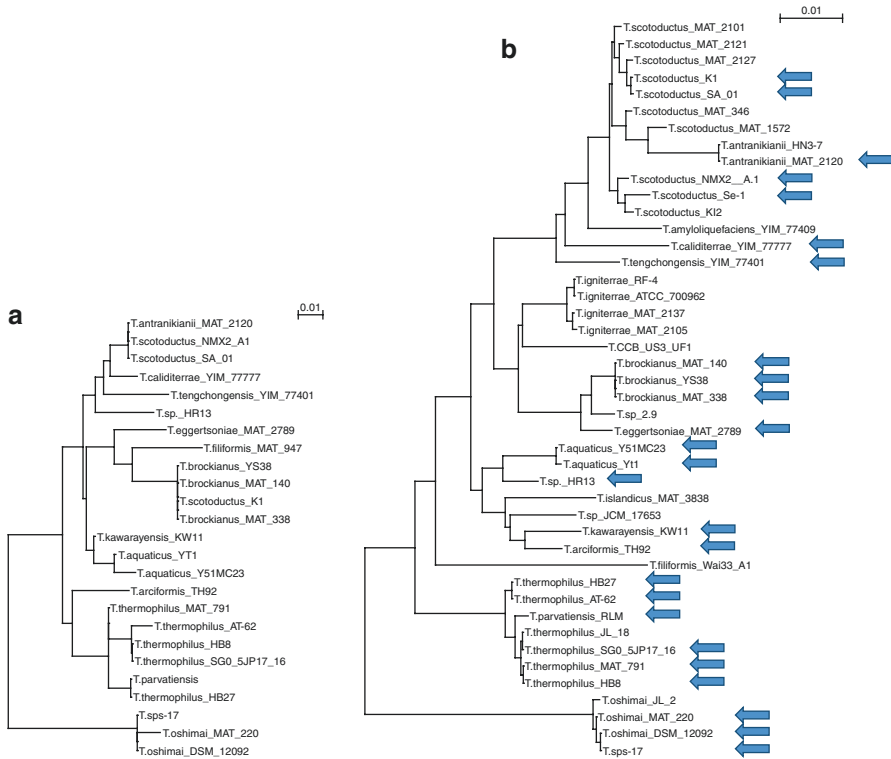 a
0.01
T.antranikianii_MAT_2120
T.scotoductus_NMX2_A1
T.scotoductus_SA_01
T.caliditerrae_YIM_77777
T.tengchongensis_YIM_77401
T.sp._HR13
T.eggertsoniae_MAT_2789
T.filiformis_MAT_947
T.brockianus_YS38
T.brockianus_MAT_140
T.scotoductus_K1
T.brockianus_MAT_338
T.kawarayensis_KW11
T.aquaticus_YT1
T.aquaticus_Y51MC23
T.arciformis_TH92
T.thermophilus_MAT_791
T.thermophilus_AT-62
T.thermophilus_HB8
T.thermophilus_SG0_5JP17_16
T.parvatiensis
T.thermophilus_HB27
T.sps-17
T.oshimai_MAT_220
T.oshimai_DSM_12092
b
0.01
T.scotoductus_MAT_2101
T.scotoductus_MAT_2121
T.scotoductus_MAT_2127
T.scotoductus_K1
T.scotoductus_SA_01
T.scotoductus_MAT_346
T.scotoductus_MAT_1572
T.antranikianii_HN3-7
T.antranikianii_MAT_2120
T.scotoductus_NMX2__A.1
T.scotoductus_Se-1
T.scotoductus_KI2
T.amyloliquefaciens_YIM_77409
T.caliditerrae_YIM_77777
T.tengchongensis_YIM_77401
T.igniterrae_RF-4
T.igniterrae_ATCC_700962
T.igniterrae_MAT_2137
T.igniterrae_MAT_2105
T.CCB_US3_UF1
T.brockianus_MAT_140
T.brockianus_YS38
T.brockianus_MAT_338
T.sp_2.9
T.eggertsoniae_MAT_2789
T.aquaticus_Y51MC23
T.aquaticus_Yt1
T.sp._HR13
T.islandicus_MAT_3838
T.sp_JCM_17653
T.kawarayensis_KW11
T.arciformis_TH92
T.filiformis_Wai33_A1
T.thermophilus_HB27
T.thermophilus_AT-62
T.parvatiensis_RLM
T.thermophilus_JL_18
T.thermophilus_SG0_5JP17_16
T.thermophilus_MAT_791
T.thermophilus_HB8
T.oshimai_JL_2
T.oshimai_MAT_220
T.oshimai_DSM_12092
T.sps-17